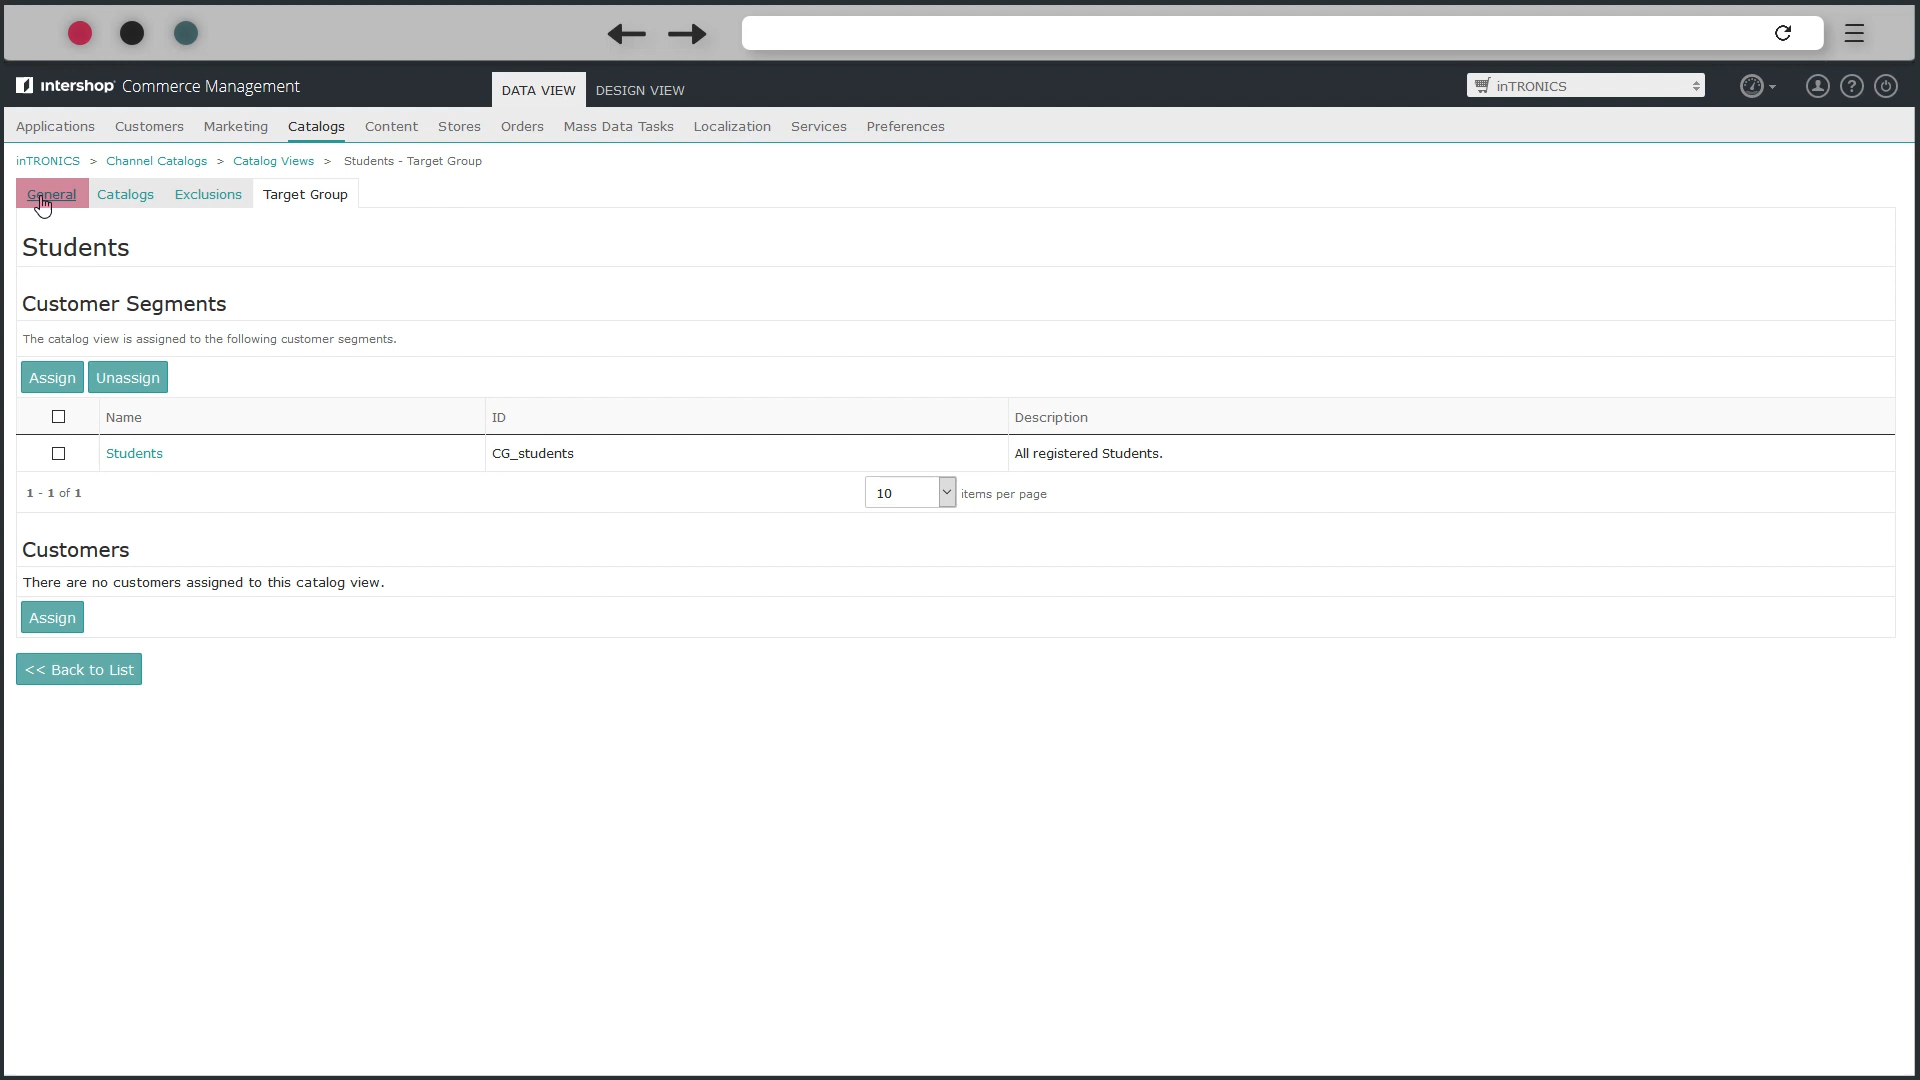 intershop Commerce Management
DATA VIEW
DESIGN VIEW
inTRONICS
Applications Customers Marketing Catalogs Content Stores Orders Mass Data Tasks Localization Services Preferences
inTRONICS > Channel Catalogs > Catalog Views > Students - Target Group
General Catalogs Exclusions Target Group
Students
Customer Segments
The catalog view is assigned to the following customer segments.
Assign Unassign
Name ID Description
Students CG_students All registered Students.
1 - 1 of 1 10 items per page
Customers
There are no customers assigned to this catalog view.
Assign
<< Back to List